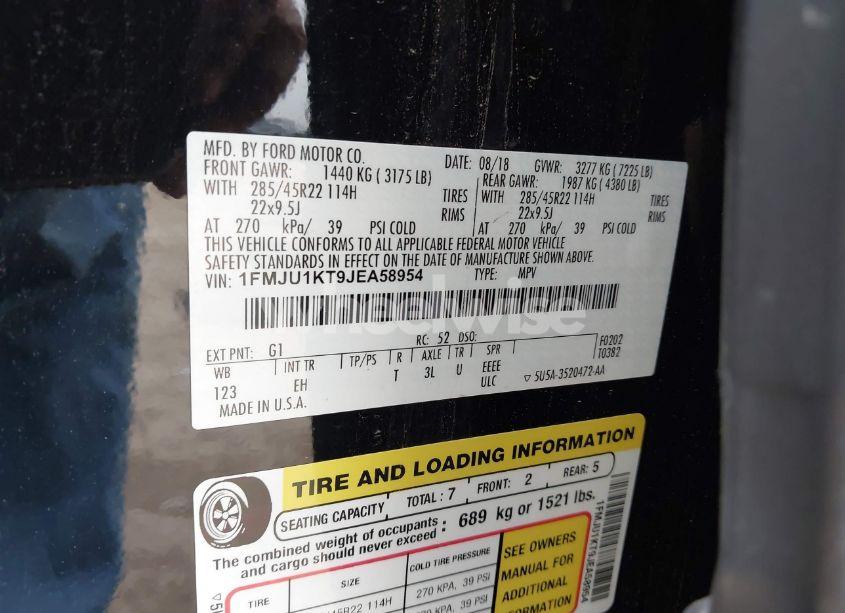 MFD. BY FORD MOTOR CO. DATE: 08/18 GVWR: 3277 KG ( 7225 LB)
FRONT GAWR: 1440 KG ( 3175 LB) REAR GAWR: 1987 KG ( 4380 LB)
WITH 285/45R22 114H TIRES WITH 285/45R22 114H TIRES
22x9.5J RIMS 22x9.5J RIMS
AT 270 kPa/ 39 PSI COLD AT 270 kPa/ 39 PSI COLD
THIS VEHICLE CONFORMS TO ALL APPLICABLE FEDERAL MOTOR VEHICLE
SAFETY STANDARDS IN EFFECT ON THE DATE OF MANUFACTURE SHOWN ABOVE.
VIN: 1FMJU1KT9JEA58954 TYPE: MPV
EXT PNT: G1 RC: 52 DSO: F0202
WB INT TR TP/PS R AXLE TR SPR T0382
123 EH T 3L U EEEE
ULC ▽ 5U5A-3520472-AA
MADE IN U.S.A.
TIRE AND LOADING INFORMATION
SEATING CAPACITY TOTAL : 7 FRONT: 2 REAR: 5
The combined weight of occupants
and cargo should never exceed : 689 kg or 1521 lbs.
TIRE SIZE COLD TIRE PRESSURE
114H 270 KPA, 39 PSI
SEE OWNERS
MANUAL FOR
ADDITIONAL
INFORMATION
1FMJU1KT9JEA58954